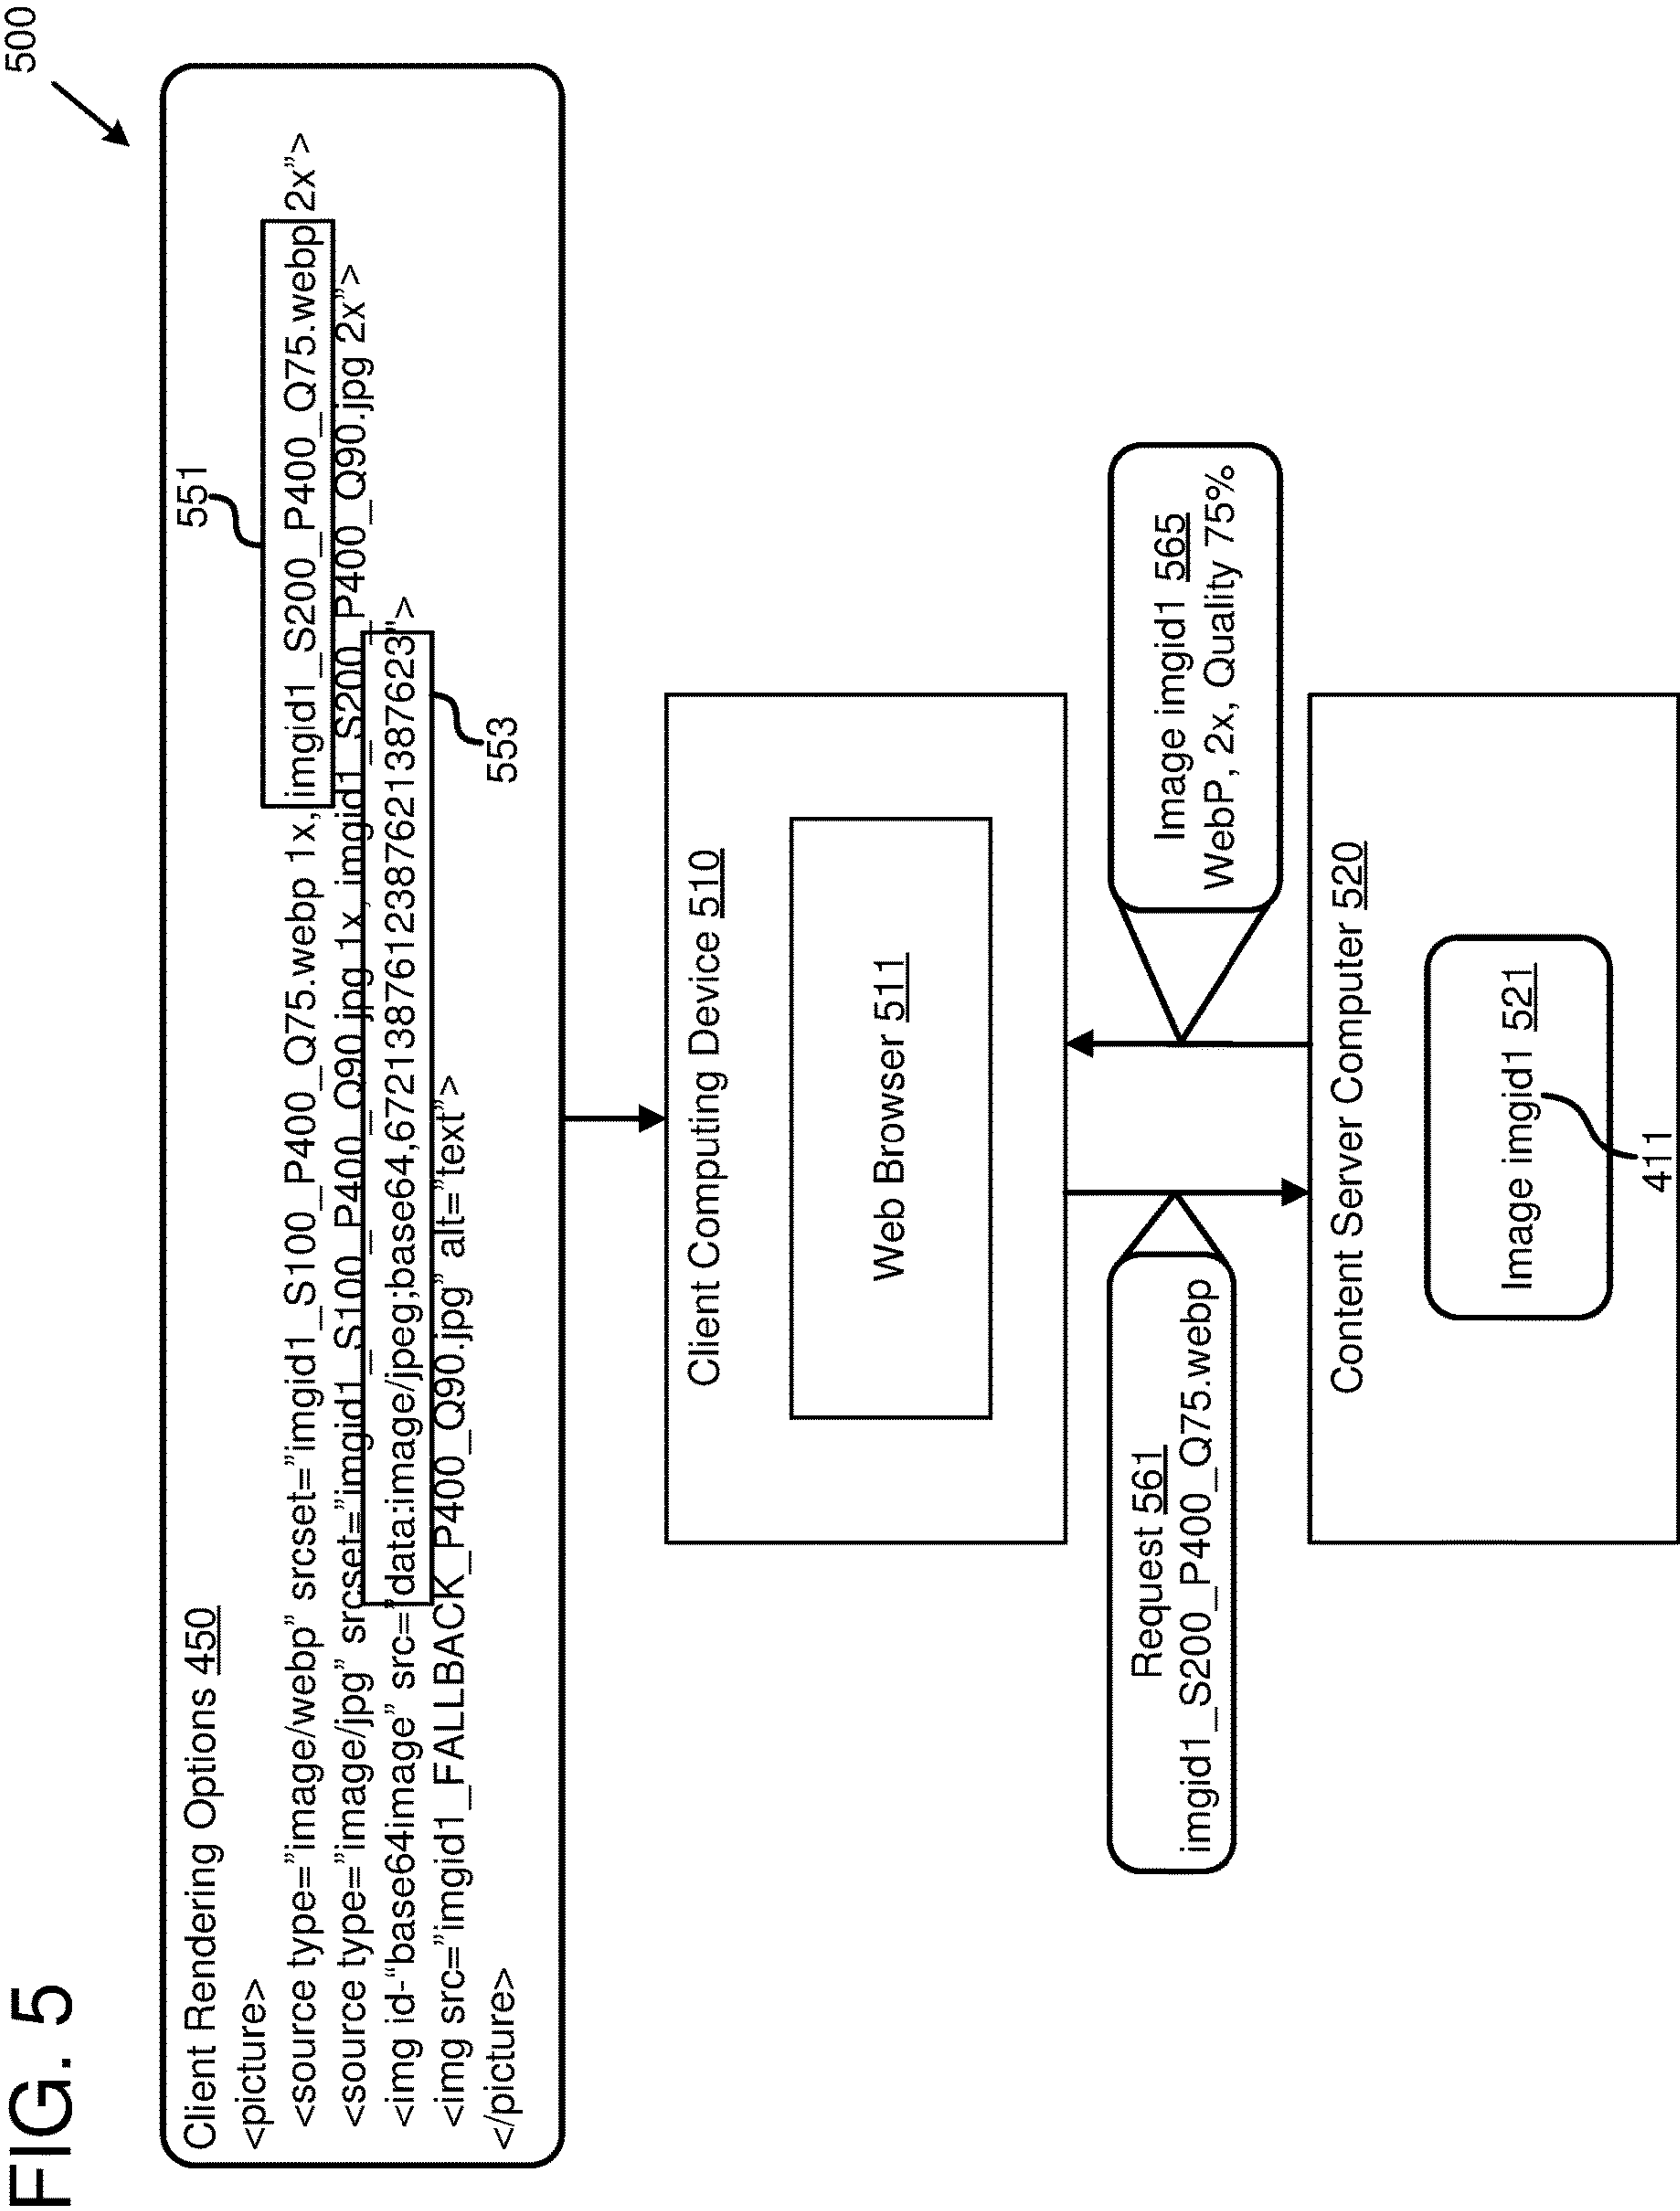 FIG. 5
500
Client Rendering Options 450
<picture>
<source type=”image/webp” srcset=”imgid1_S100_P400_Q75.webp 1x, imgid1_S200_P400_Q75.webp 2x”>
<source type=”image/jpg” srcset=”imgid1_S100_P400_Q90.jpg 1x, imgid1_S200_P400_Q90.jpg 2x”>
<img id-“base64image” src=”data:image/jpeg;base64,67213876123876213876​23">
<img src=”imgid1_FALLBACK_P400_Q90.jpg” alt=”text”>
</picture>
551
553
Client Computing Device 510
Web Browser 511
Request 561
imgid1_S200_P400_Q75.webp
Image imgid1 565
WebP, 2x, Quality 75%
Content Server Computer 520
Image imgid1 521
411